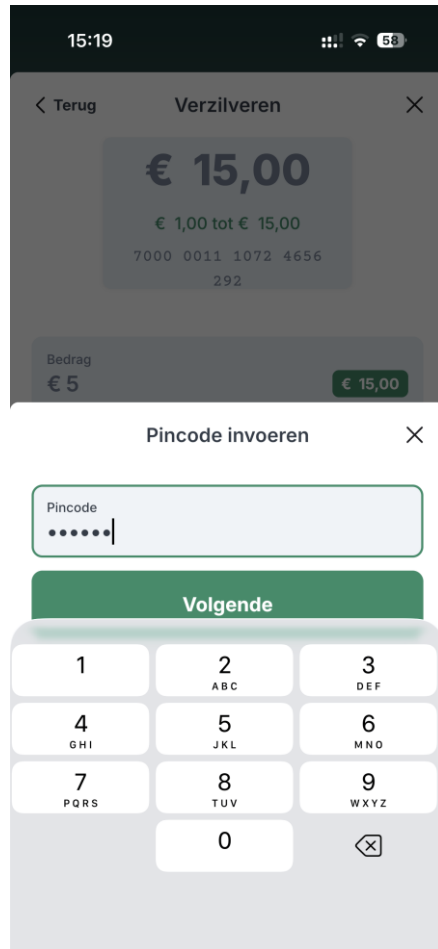 15:19
58
Terug
Verzilveren
€ 15,00
€ 1,00 tot € 15,00
7000 0011 1072 4656
292
Bedrag
€ 5
€ 15,00
Pincode invoeren
Pincode
••••••
Volgende
1
2
ABC
3
DEF
4
GHI
5
JKL
6
MNO
7
PQRS
8
TUV
9
WXYZ
0